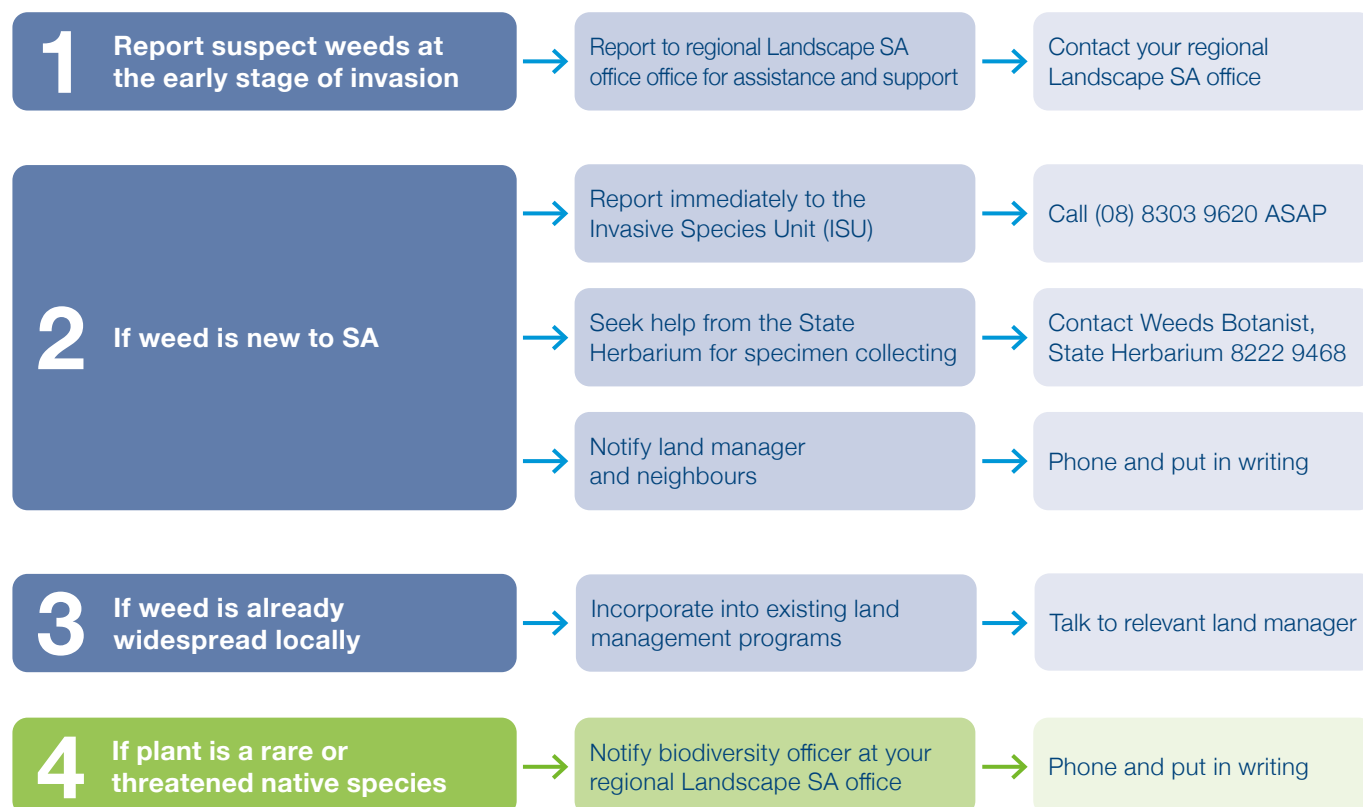 1
Report suspect weeds at
the early stage of invasion
Report to regional Landscape SA
office office for assistance and support
Contact your regional
Landscape SA office
2
If weed is new to SA
Report immediately to the
Invasive Species Unit (ISU)
Call (08) 8303 9620 ASAP
Seek help from the State
Herbarium for specimen collecting
Contact Weeds Botanist,
State Herbarium 8222 9468
Notify land manager
and neighbours
Phone and put in writing
3
If weed is already
widespread locally
Incorporate into existing land
management programs
Talk to relevant land manager
4
If plant is a rare or
threatened native species
Notify biodiversity officer at your
regional Landscape SA office
Phone and put in writing